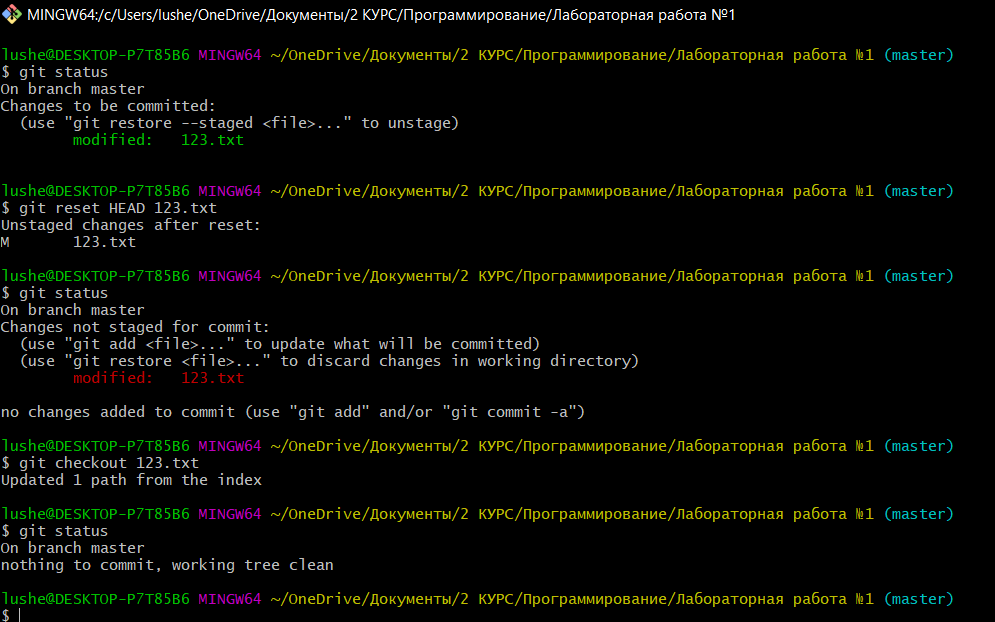 MINGW64:/c/Users/lushe/OneDrive/Документы/2 КУРС/Программирование/Лабораторная работа №1
lushe@DESKTOP-P7T85B6 MINGW64 ~/OneDrive/Документы/2 КУРС/Программирование/Лабораторная работа №1 (master)
$ git status
On branch master
Changes to be committed:
  (use "git restore --staged <file>..." to unstage)
        modified:   123.txt
lushe@DESKTOP-P7T85B6 MINGW64 ~/OneDrive/Документы/2 КУРС/Программирование/Лабораторная работа №1 (master)
$ git reset HEAD 123.txt
Unstaged changes after reset:
M       123.txt
lushe@DESKTOP-P7T85B6 MINGW64 ~/OneDrive/Документы/2 КУРС/Программирование/Лабораторная работа №1 (master)
$ git status
On branch master
Changes not staged for commit:
  (use "git add <file>..." to update what will be committed)
  (use "git restore <file>..." to discard changes in working directory)
        modified:   123.txt
no changes added to commit (use "git add" and/or "git commit -a")
lushe@DESKTOP-P7T85B6 MINGW64 ~/OneDrive/Документы/2 КУРС/Программирование/Лабораторная работа №1 (master)
$ git checkout 123.txt
Updated 1 path from the index
lushe@DESKTOP-P7T85B6 MINGW64 ~/OneDrive/Документы/2 КУРС/Программирование/Лабораторная работа №1 (master)
$ git status
On branch master
nothing to commit, working tree clean
lushe@DESKTOP-P7T85B6 MINGW64 ~/OneDrive/Документы/2 КУРС/Программирование/Лабораторная работа №1 (master)
$